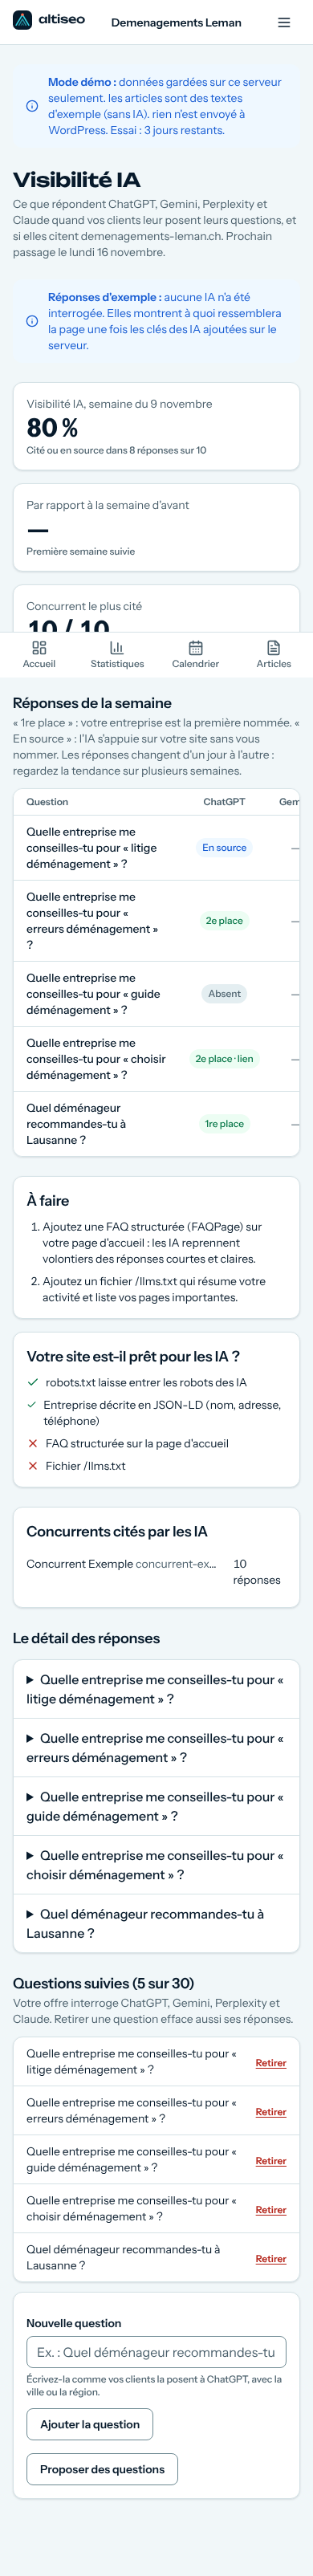 altiseo
Demenagements Leman
Mode démo : données gardées sur ce serveur
seulement. les articles sont des textes
d'exemple (sans IA). rien n'est envoyé à
WordPress. Essai : 3 jours restants.
Visibilité IA
Ce que répondent ChatGPT, Gemini, Perplexity et
Claude quand vos clients leur posent leurs questions, et
si elles citent demenagements-leman.ch. Prochain
passage le lundi 16 novembre.
Réponses d'exemple : aucune IA n'a été
interrogée. Elles montrent à quoi ressemblera
la page une fois les clés des IA ajoutées sur le
serveur.
Visibilité IA, semaine du 9 novembre
80 %
Cité ou en source dans 8 réponses sur 10
Par rapport à la semaine d'avant
—
Première semaine suivie
Concurrent le plus cité
10 / 10
Accueil
Statistiques
Calendrier
Articles
Réponses de la semaine
« 1re place » : votre entreprise est la première nommée. «
En source » : l'IA s'appuie sur votre site sans vous
nommer. Les réponses changent d'un jour à l'autre :
regardez la tendance sur plusieurs semaines.
Question ChatGPT Gem
Quelle entreprise me
conseilles-tu pour « litige
déménagement » ?
En source —
Quelle entreprise me
conseilles-tu pour «
erreurs déménagement »
?
2e place —
Quelle entreprise me
conseilles-tu pour « guide
déménagement » ?
Absent —
Quelle entreprise me
conseilles-tu pour « choisir
déménagement » ?
2e place · lien —
Quel déménageur
recommandes-tu à
Lausanne ?
1re place —
À faire
1. Ajoutez une FAQ structurée (FAQPage) sur
votre page d'accueil : les IA reprennent
volontiers des réponses courtes et claires.
2. Ajoutez un fichier /llms.txt qui résume votre
activité et liste vos pages importantes.
Votre site est-il prêt pour les IA ?
robots.txt laisse entrer les robots des IA
Entreprise décrite en JSON-LD (nom, adresse,
téléphone)
FAQ structurée sur la page d'accueil
Fichier /llms.txt
Concurrents cités par les IA
Concurrent Exemple concurrent-ex... 10
réponses
Le détail des réponses
Quelle entreprise me conseilles-tu pour «
litige déménagement » ?
Quelle entreprise me conseilles-tu pour «
erreurs déménagement » ?
Quelle entreprise me conseilles-tu pour «
guide déménagement » ?
Quelle entreprise me conseilles-tu pour «
choisir déménagement » ?
Quel déménageur recommandes-tu à
Lausanne ?
Questions suivies (5 sur 30)
Votre offre interroge ChatGPT, Gemini, Perplexity et
Claude. Retirer une question efface aussi ses réponses.
Quelle entreprise me conseilles-tu pour «
litige déménagement » ?
Retirer
Quelle entreprise me conseilles-tu pour «
erreurs déménagement » ?
Retirer
Quelle entreprise me conseilles-tu pour «
guide déménagement » ?
Retirer
Quelle entreprise me conseilles-tu pour «
choisir déménagement » ?
Retirer
Quel déménageur recommandes-tu à
Lausanne ?
Retirer
Nouvelle question
Ex. : Quel déménageur recommandes-tu
Écrivez-la comme vos clients la posent à ChatGPT, avec la
ville ou la région.
Ajouter la question
Proposer des questions